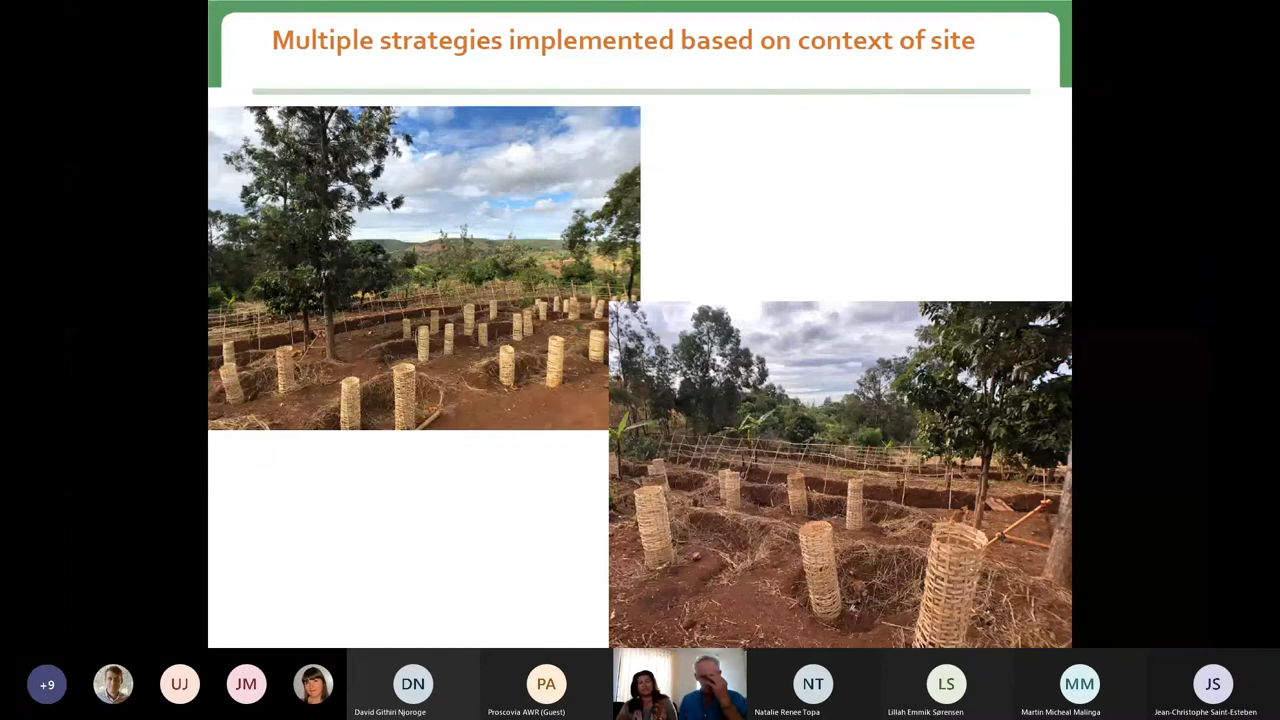 Multiple strategies implemented based on context of site
+9
UJ
JM
DN
David Githiri Njoroge
PA
Proscovia AWR (Guest)
NT
Natalie Renee Topa
LS
Lillah Emmik Sørensen
MM
Martin Micheal Malinga
JS
Jean-Christophe Saint-Esteben